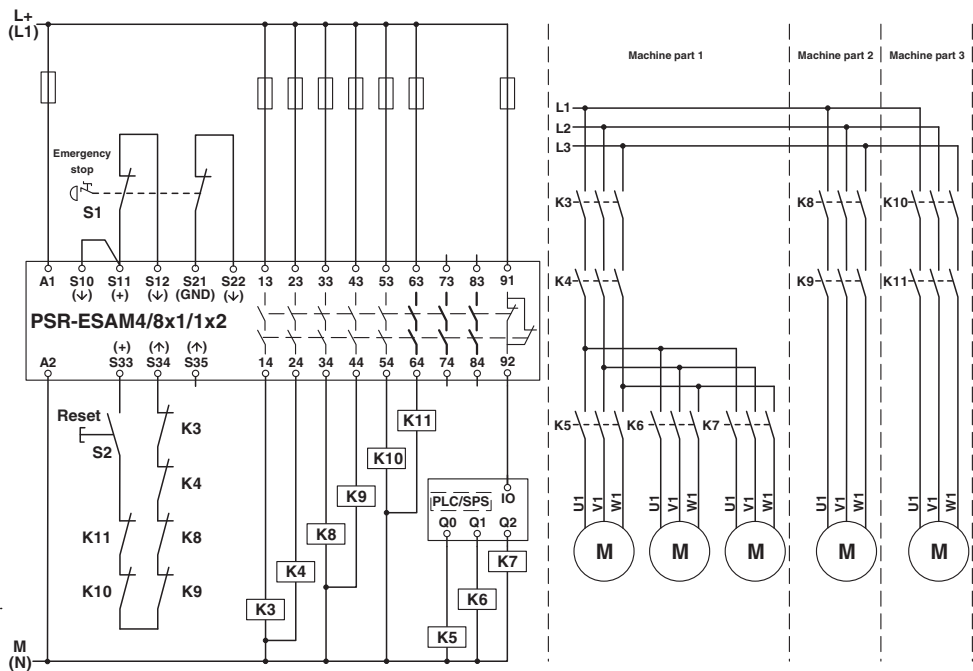 L+
(L1)
Machine part 1
Machine part 2
Machine part 3
L1
L2
L3
Emergency
stop
S1
K3
K8
K10
A1 S10 S11 S12 S21 S22 13 23 33 43 53 63 73 83 91
(↓) (+) (↓) (GND) (↓)
K4
K9
K11
PSR-ESAM4/8x1/1x2
(+) (↑) (↑)
A2 S33 S34 S35 14 24 34 44 54 64 74 84 92
Reset
S2
K3
K11
K5
K6
K7
K10
K4
K9
PLC/SPS
IO
Q0 Q1 Q2
U1 V1 W1
U1 V1 W1
U1 V1 W1
U1 V1 W1
U1 V1 W1
K11
K8
K8
K7
M
M
M
M
M
K4
K10
K9
K6
K3
K5
M
(N)